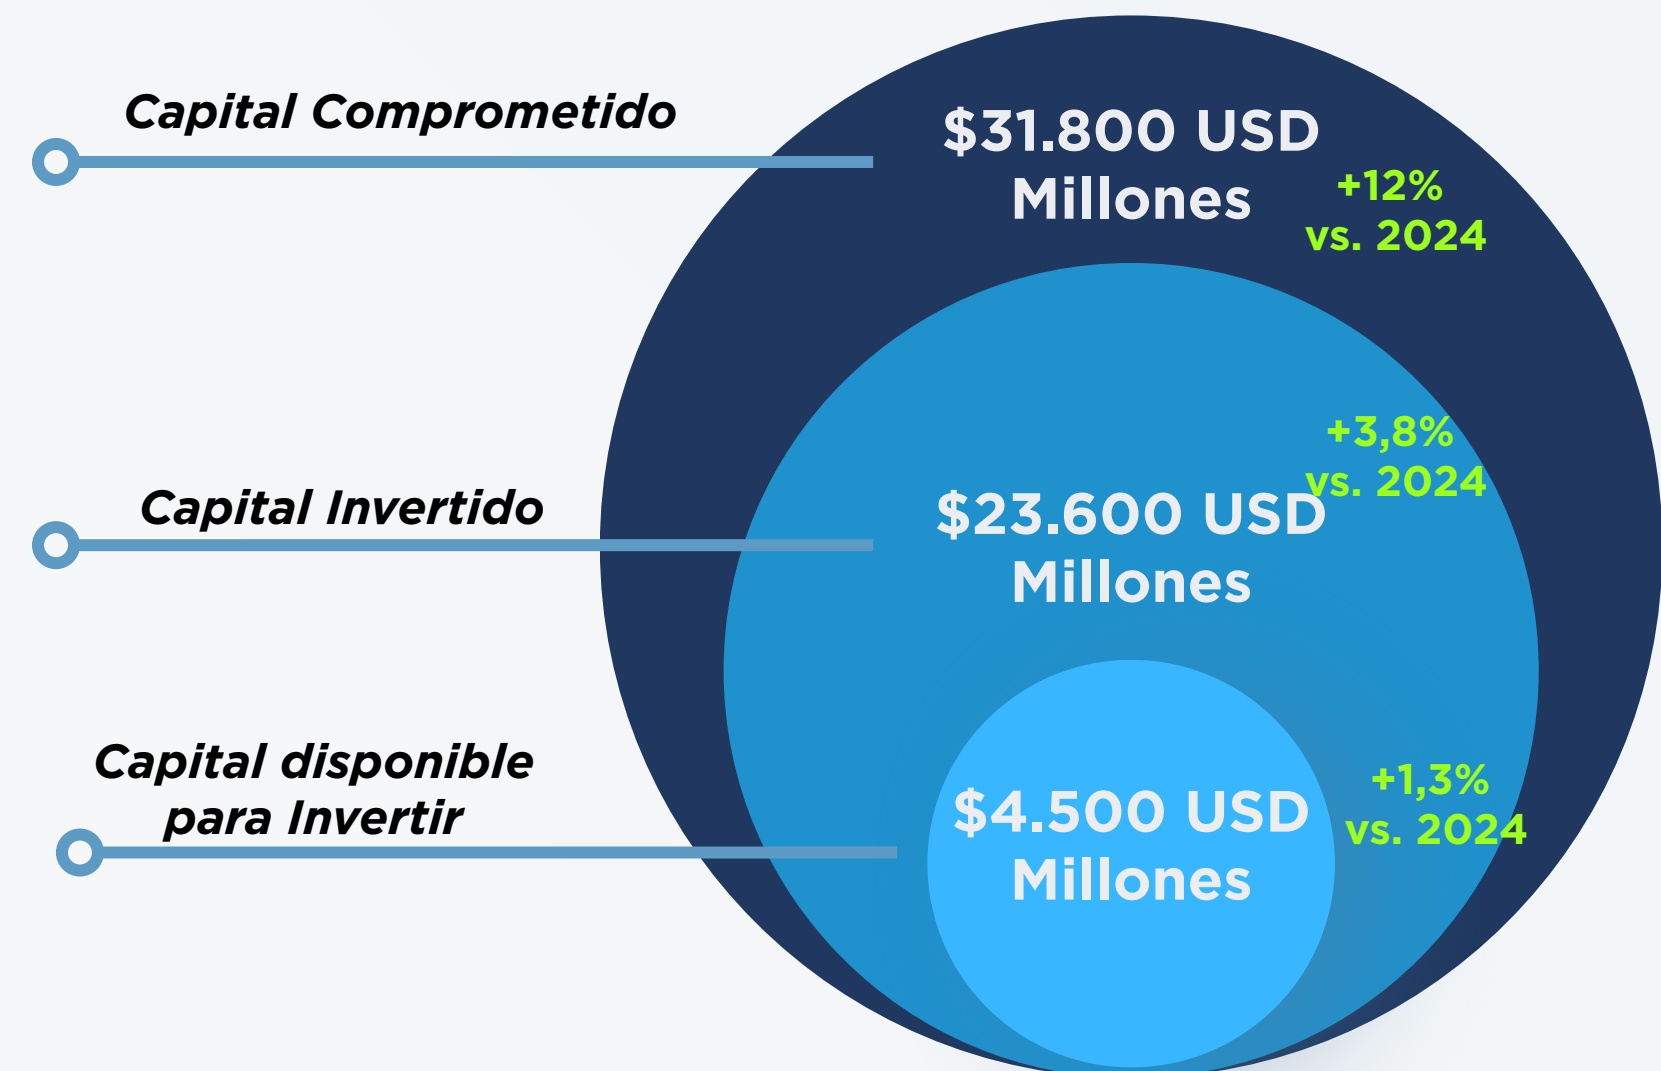 Capital Comprometido
$31.800 USD
Millones
+12%
vs. 2024
Capital Invertido
$23.600 USD
Millones
+3,8%
vs. 2024
Capital disponible
para Invertir
$4.500 USD
Millones
+1,3%
vs. 2024